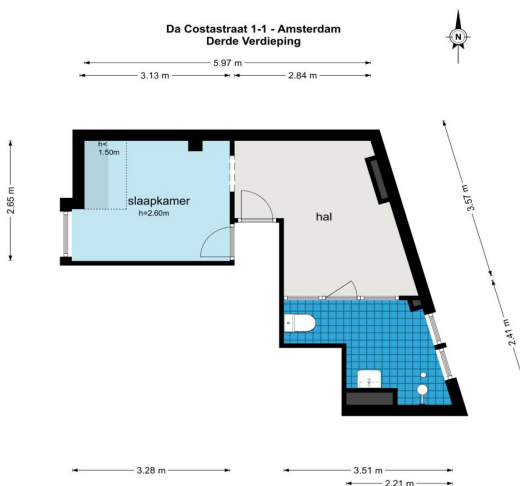 Da Costastraat 1-1 - Amsterdam
Derde Verdieping
N
5.97 m
3.13 m
2.84 m
h<
1.50m
2.65 m
slaapkamer
h=2.60m
hal
3.57 m
2.41 m
3.28 m
3.51 m
2.21 m